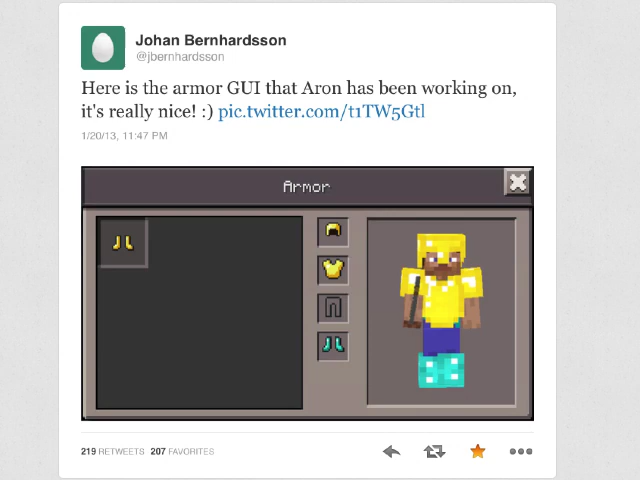 Johan Bernhardsson
@jbernhardsson
Here is the armor GUI that Aron has been working on,
it's really nice! :) pic.twitter.com/t1TW5Gtl
1/20/13, 11:47 PM
Armor
219 RETWEETS 207 FAVORITES